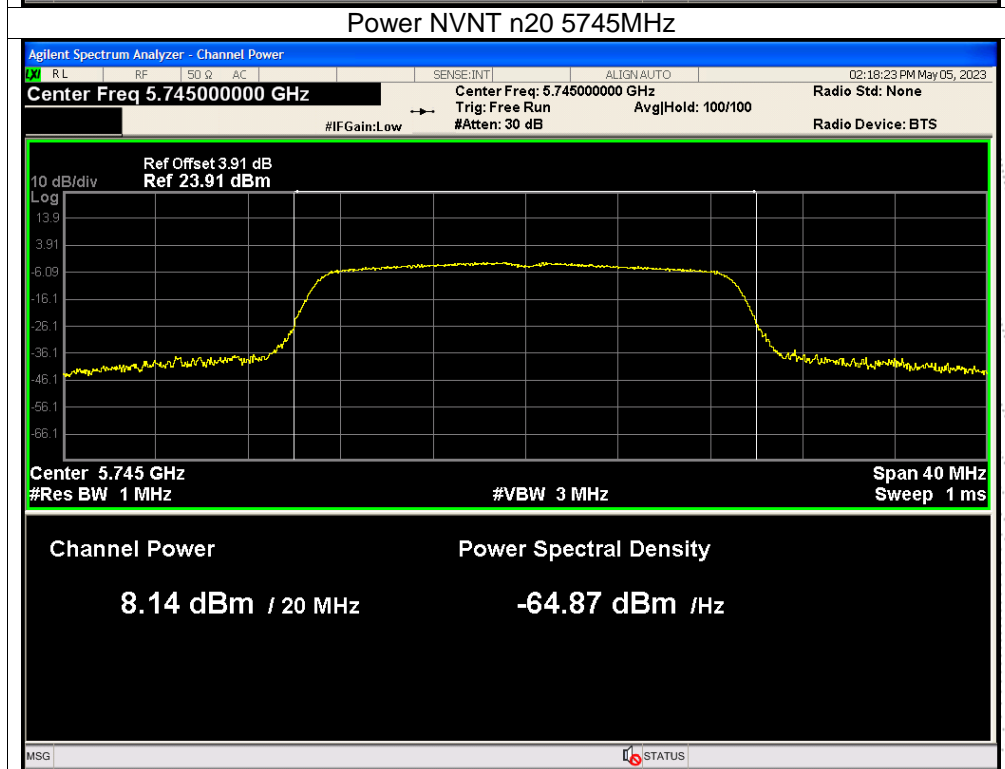 Power NVNT n20 5745MHz
Agilent Spectrum Analyzer - Channel Power
LXI RL RF 50 Ω AC SENSE:INT ALIGN AUTO 02:18:23 PM May 05, 2023
Center Freq 5.745000000 GHz Center Freq: 5.745000000 GHz Radio Std: None
Trig: Free Run Avg|Hold: 100/100
#IFGain:Low #Atten: 30 dB Radio Device: BTS
Ref Offset 3.91 dB
10 dB/div Ref 23.91 dBm
Log
13.9
3.91
-6.09
-16.1
-26.1
-36.1
-46.1
-56.1
-66.1
Center 5.745 GHz Span 40 MHz
#Res BW 1 MHz #VBW 3 MHz Sweep 1 ms
Channel Power Power Spectral Density
8.14 dBm / 20 MHz -64.87 dBm /Hz
MSG STATUS